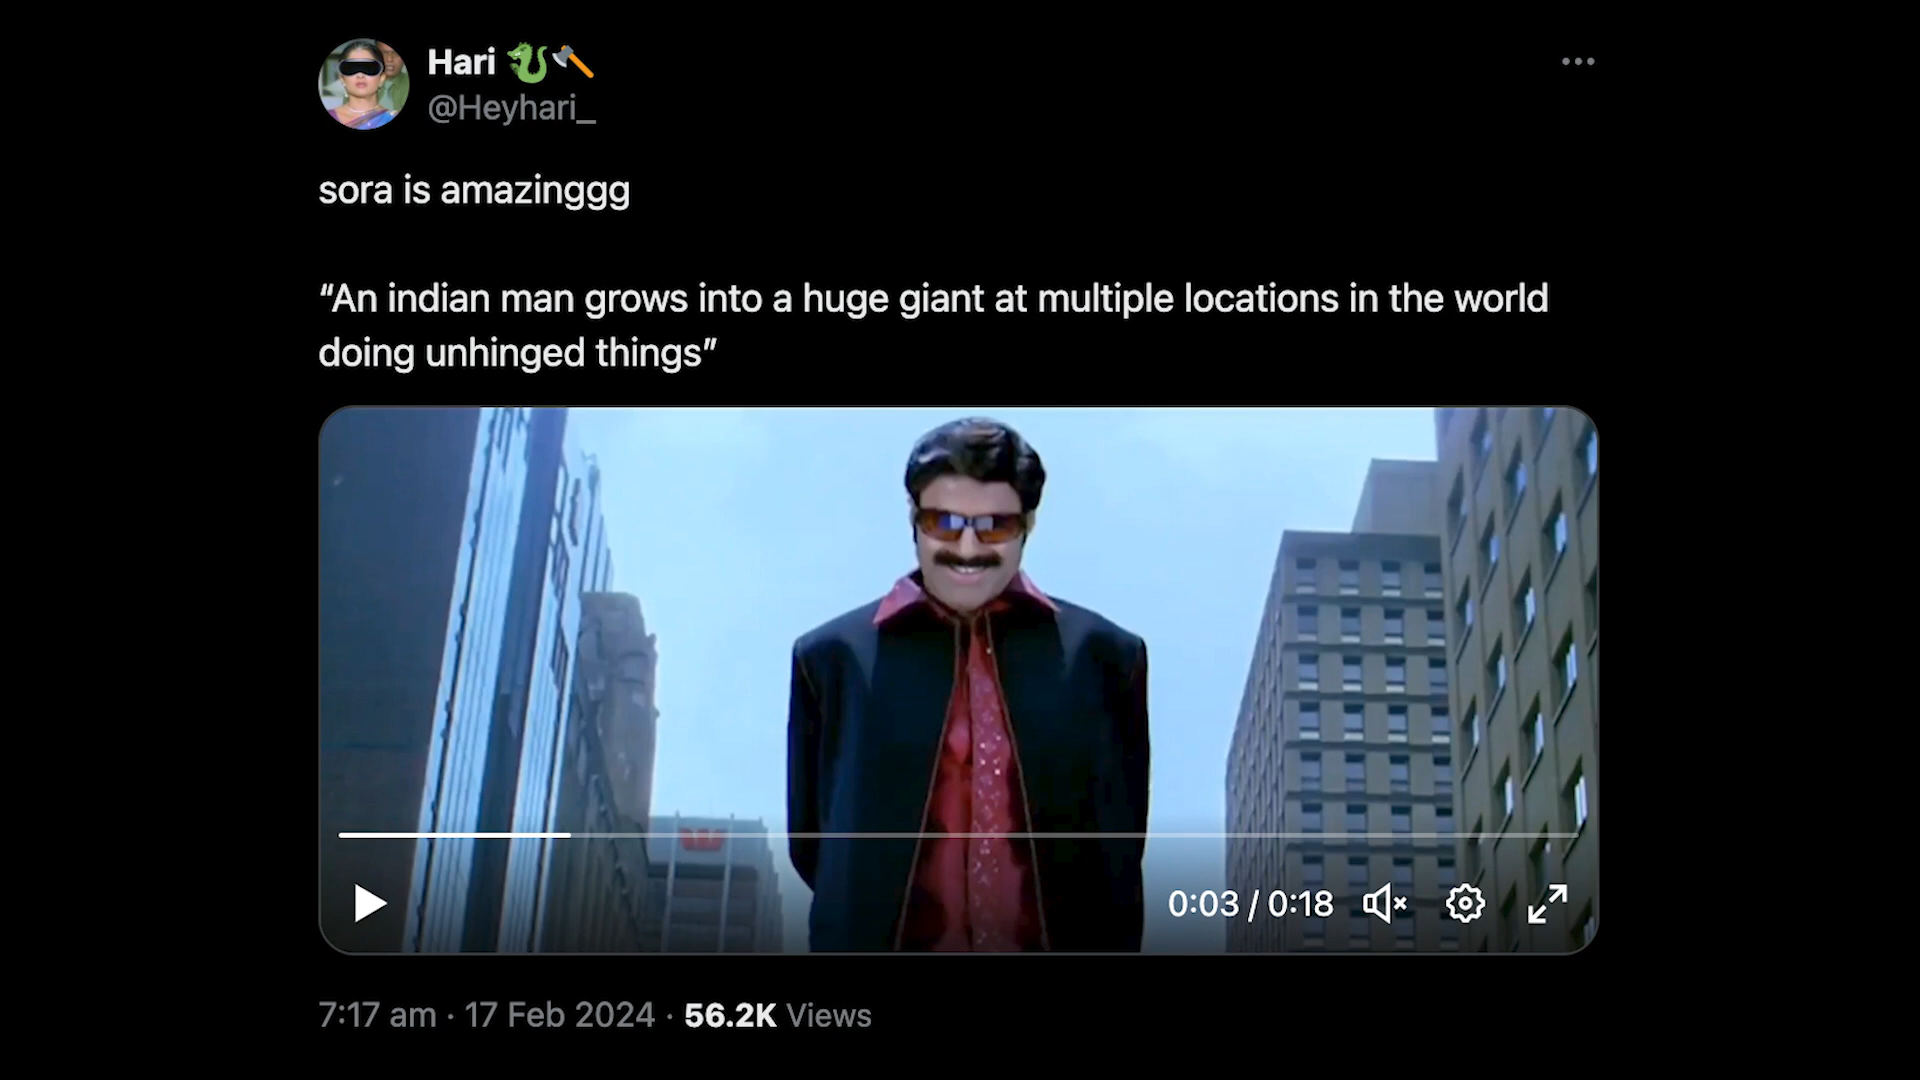 Hari 🐉🪓
@Heyhari_
sora is amazinggg
“An indian man grows into a huge giant at multiple locations in the world
doing unhinged things”
0:03 / 0:18
7:17 am · 17 Feb 2024 · 56.2K Views